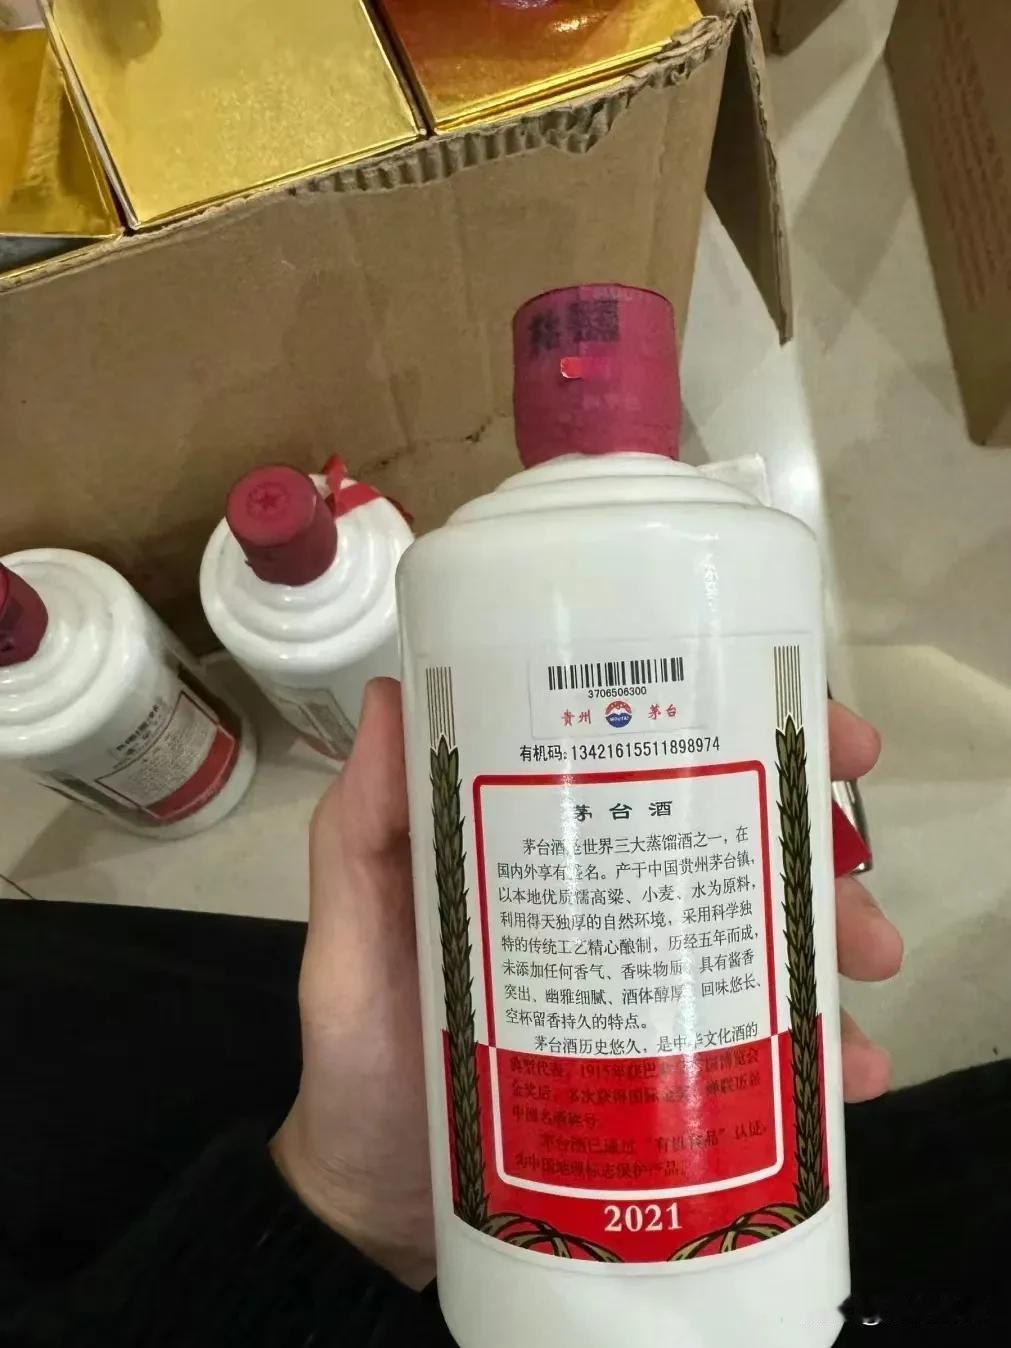 3706506300
贵州 MOUTAI 茅台
有机码:13421615511898974
茅台酒
茅台酒是世界三大蒸馏酒之一，在
国内外享有盛名。产于中国贵州茅台镇，
以本地优质糯高粱、小麦、水为原料，
利用得天独厚的自然环境，采用科学独
特的传统工艺精心酿制，历经五年而成，
未添加任何香气、香味物质，具有酱香
突出、幽雅细腻、酒体醇厚、回味悠长、
空杯留香持久的特点。
茅台酒历史悠久，是中华文化酒的
典型代表，1915年获巴拿马万国博览会
金奖后，多次获得国际金奖，蝉联历届
中国名酒称号。
茅台酒已通过“有机食品”认证，
为中国地理标志保护产品。
2021